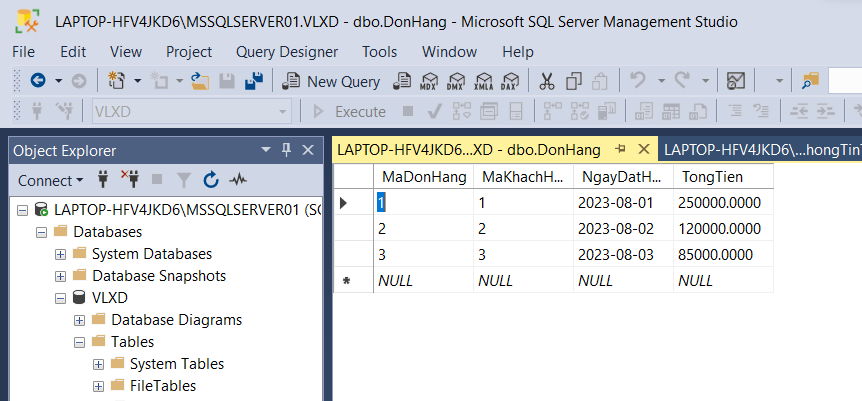 LAPTOP-HFV4JKD6\MSSQLSERVER01.VLXD - dbo.DonHang - Microsoft SQL Server Management Studio
File Edit View Project Query Designer Tools Window Help
New Query MDX DMX XMLA DAX
VLXD Execute
Object Explorer
Connect
LAPTOP-HFV4JKD6\MSSQLSERVER01 (SQ
Databases
System Databases
Database Snapshots
VLXD
Database Diagrams
Tables
System Tables
FileTables
LAPTOP-HFV4JKD6...XD - dbo.DonHang LAPTOP-HFV4JKD6\...hongTinT
MaDonHang MaKhachH... NgayDatH... TongTien
1 1 2023-08-01 250000.0000
2 2 2023-08-02 120000.0000
3 3 2023-08-03 85000.0000
* NULL NULL NULL NULL